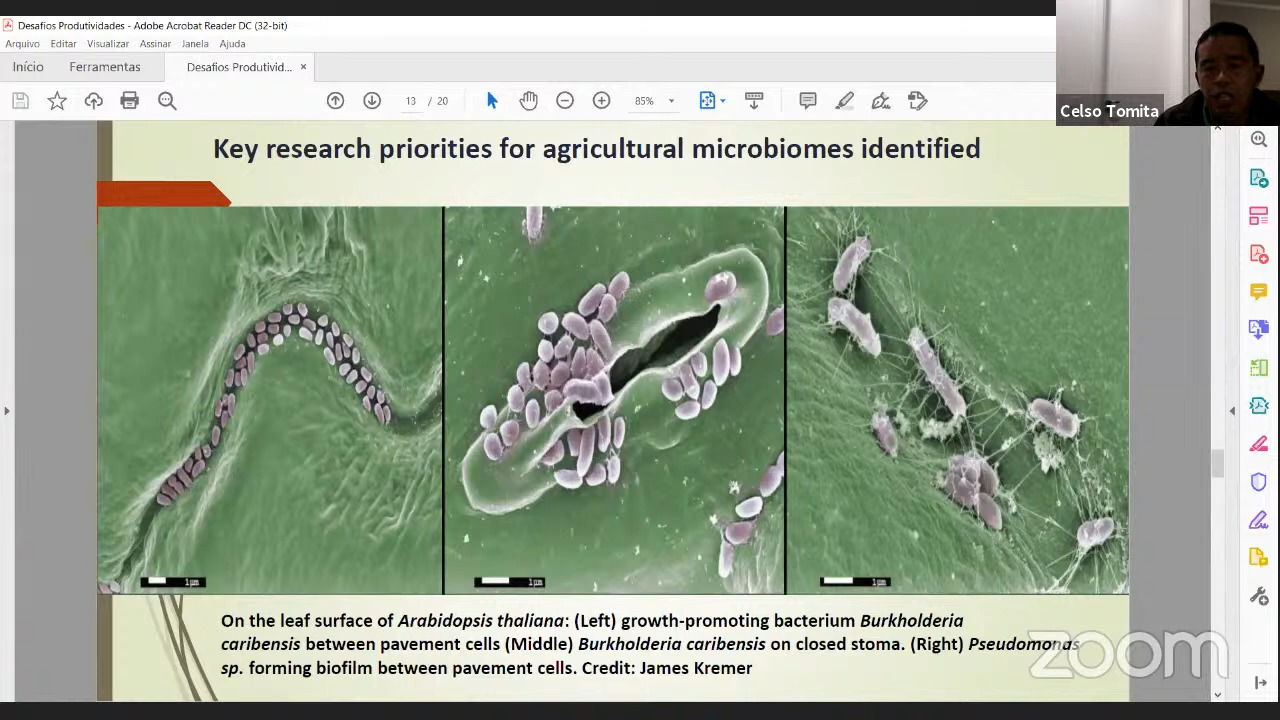 Desafios Produtividades - Adobe Acrobat Reader DC (32-bit)
Arquivo Editar Visualizar Assinar Janela Ajuda
Início Ferramentas Desafios Produtivid... ×
13 / 20 85%
Celso Tomita
Key research priorities for agricultural microbiomes identified
1µm 1µm 1µm
On the leaf surface of Arabidopsis thaliana: (Left) growth-promoting bacterium Burkholderia
caribensis between pavement cells (Middle) Burkholderia caribensis on closed stoma. (Right) Pseudomonas
sp. forming biofilm between pavement cells. Credit: James Kremer
zoom